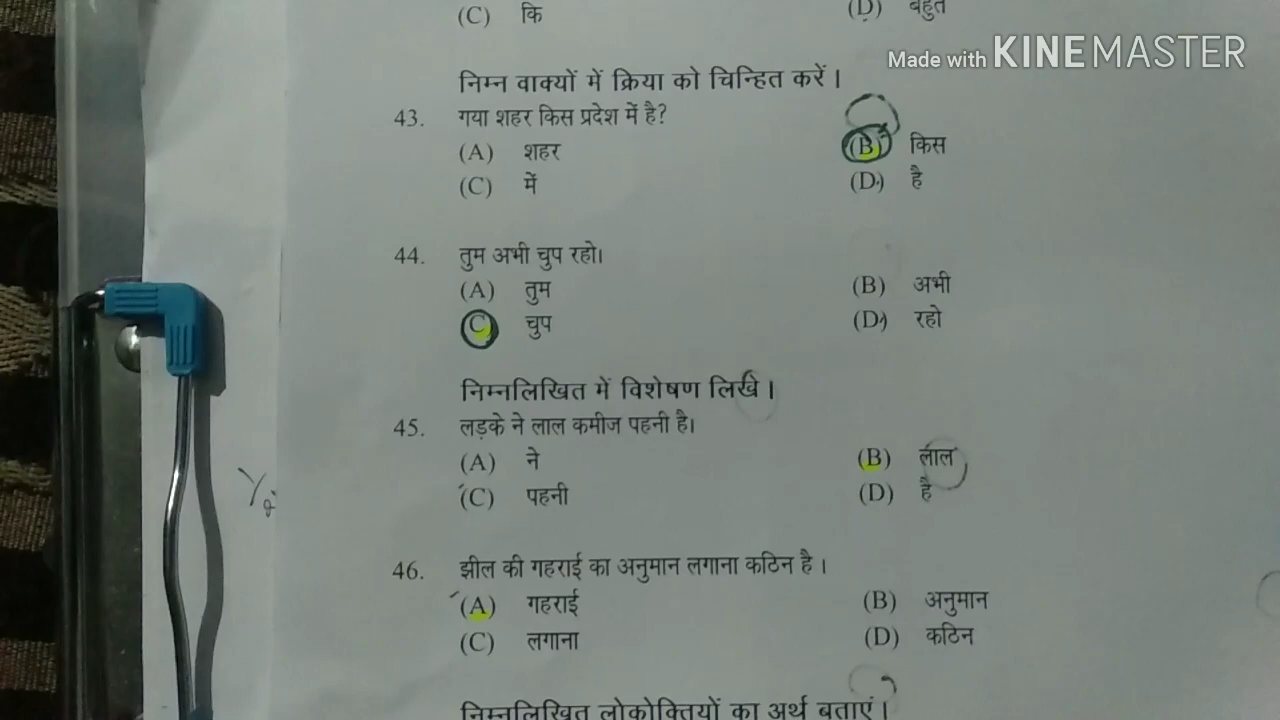 (C) कि (D) बहुत
Made with KINEMASTER
निम्न वाक्यों में क्रिया को चिन्हित करें।
43. गया शहर किस प्रदेश में है?
(A) शहर (B) किस
(C) में (D) है
44. तुम अभी चुप रहो।
(A) तुम (B) अभी
(C) चुप (D) रहो
निम्नलिखित में विशेषण लिखें।
45. लड़के ने लाल कमीज पहनी है।
(A) ने (B) लाल
(C) पहनी (D) है
46. झील की गहराई का अनुमान लगाना कठिन है।
(A) गहराई (B) अनुमान
(C) लगाना (D) कठिन
निम्नलिखित लोकोक्तियों का अर्थ बताएं।